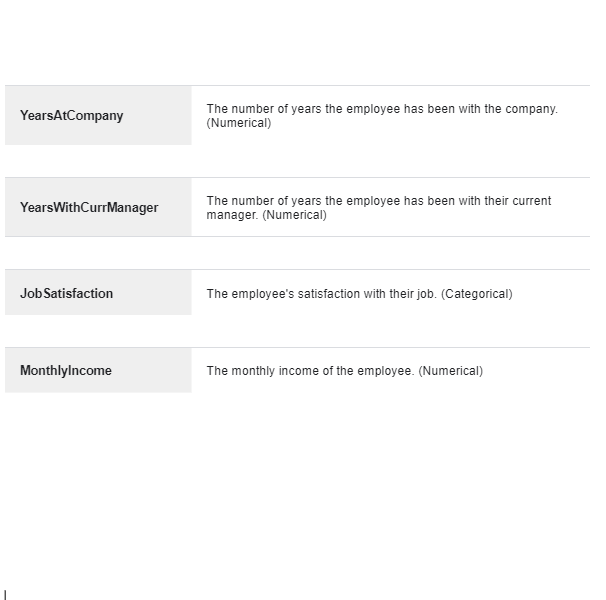 YearsAtCompany
The number of years the employee has been with the company.
(Numerical)
YearsWithCurrManager
The number of years the employee has been with their current
manager. (Numerical)
JobSatisfaction
The employee's satisfaction with their job. (Categorical)
MonthlyIncome
The monthly income of the employee. (Numerical)